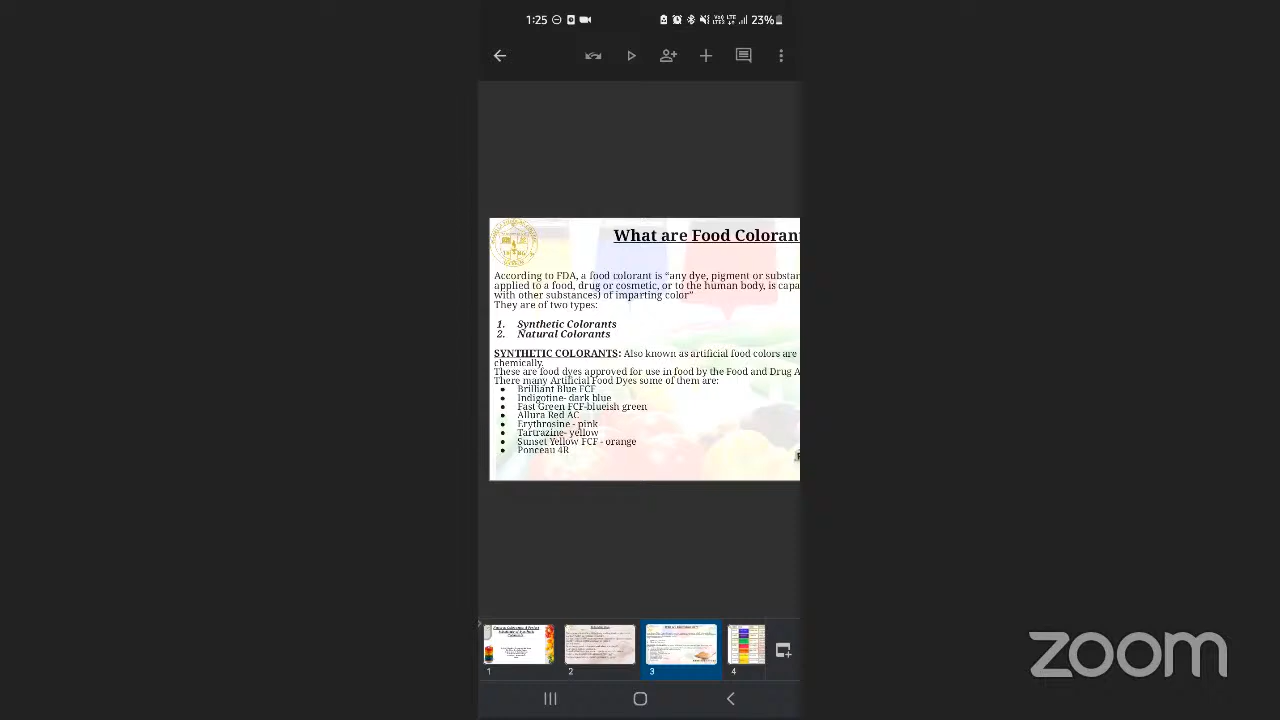 1:25
VoD LTE
LTE2
23%
What are Food Colorant
According to FDA, a food colorant is “any dye, pigment or substan
applied to a food, drug or cosmetic, or to the human body, is capa
with other substances) of imparting color”
They are of two types:
1. Synthetic Colorants
2. Natural Colorants
SYNTHETIC COLORANTS: Also known as artificial food colors are
chemically.
These are food dyes approved for use in food by the Food and Drug A
There many Artificial Food Dyes some of them are:
● Brilliant Blue FCF
● Indigotine- dark blue
● Fast Green FCF-blueish green
● Allura Red AC
● Erythrosine - pink
● Tartrazine- yellow
● Sunset Yellow FCF - orange
● Ponceau 4R
1
2
3
4
zoom